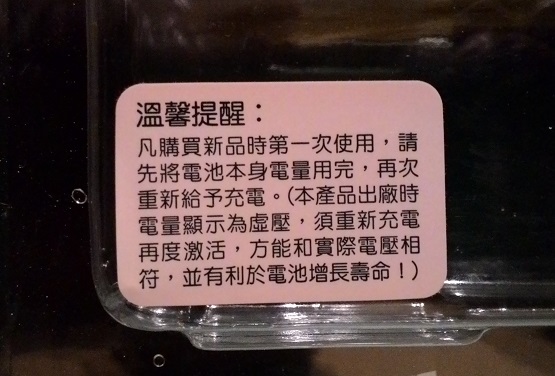 溫馨提醒：
凡購買新品時第一次使用，請
先將電池本身電量用完，再次
重新給予充電。(本產品出廠時
電量顯示為虛壓，須重新充電
再度激活，方能和實際電壓相
符，並有利於電池增長壽命！)